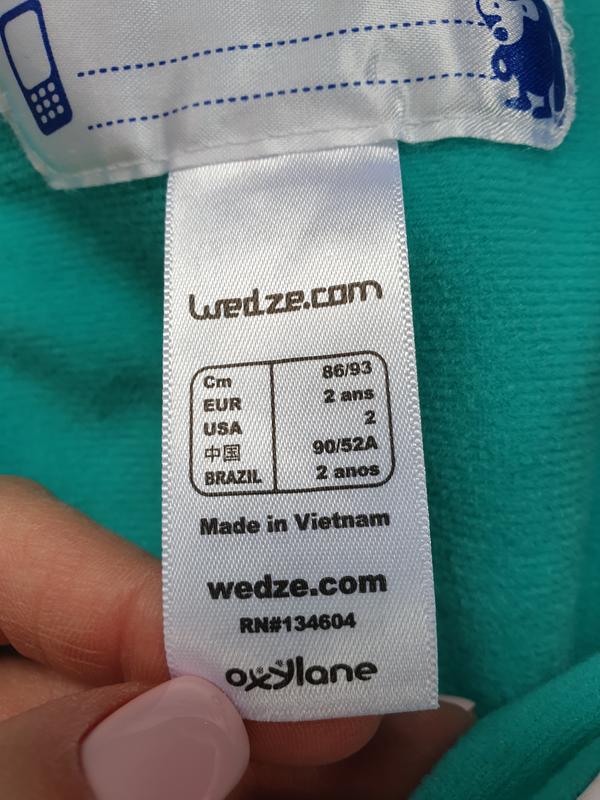 wedze.com
Cm 86/93
EUR 2 ans
USA 2
中国 90/52A
BRAZIL 2 anos
Made in Vietnam
wedze.com
RN#134604
oxylane